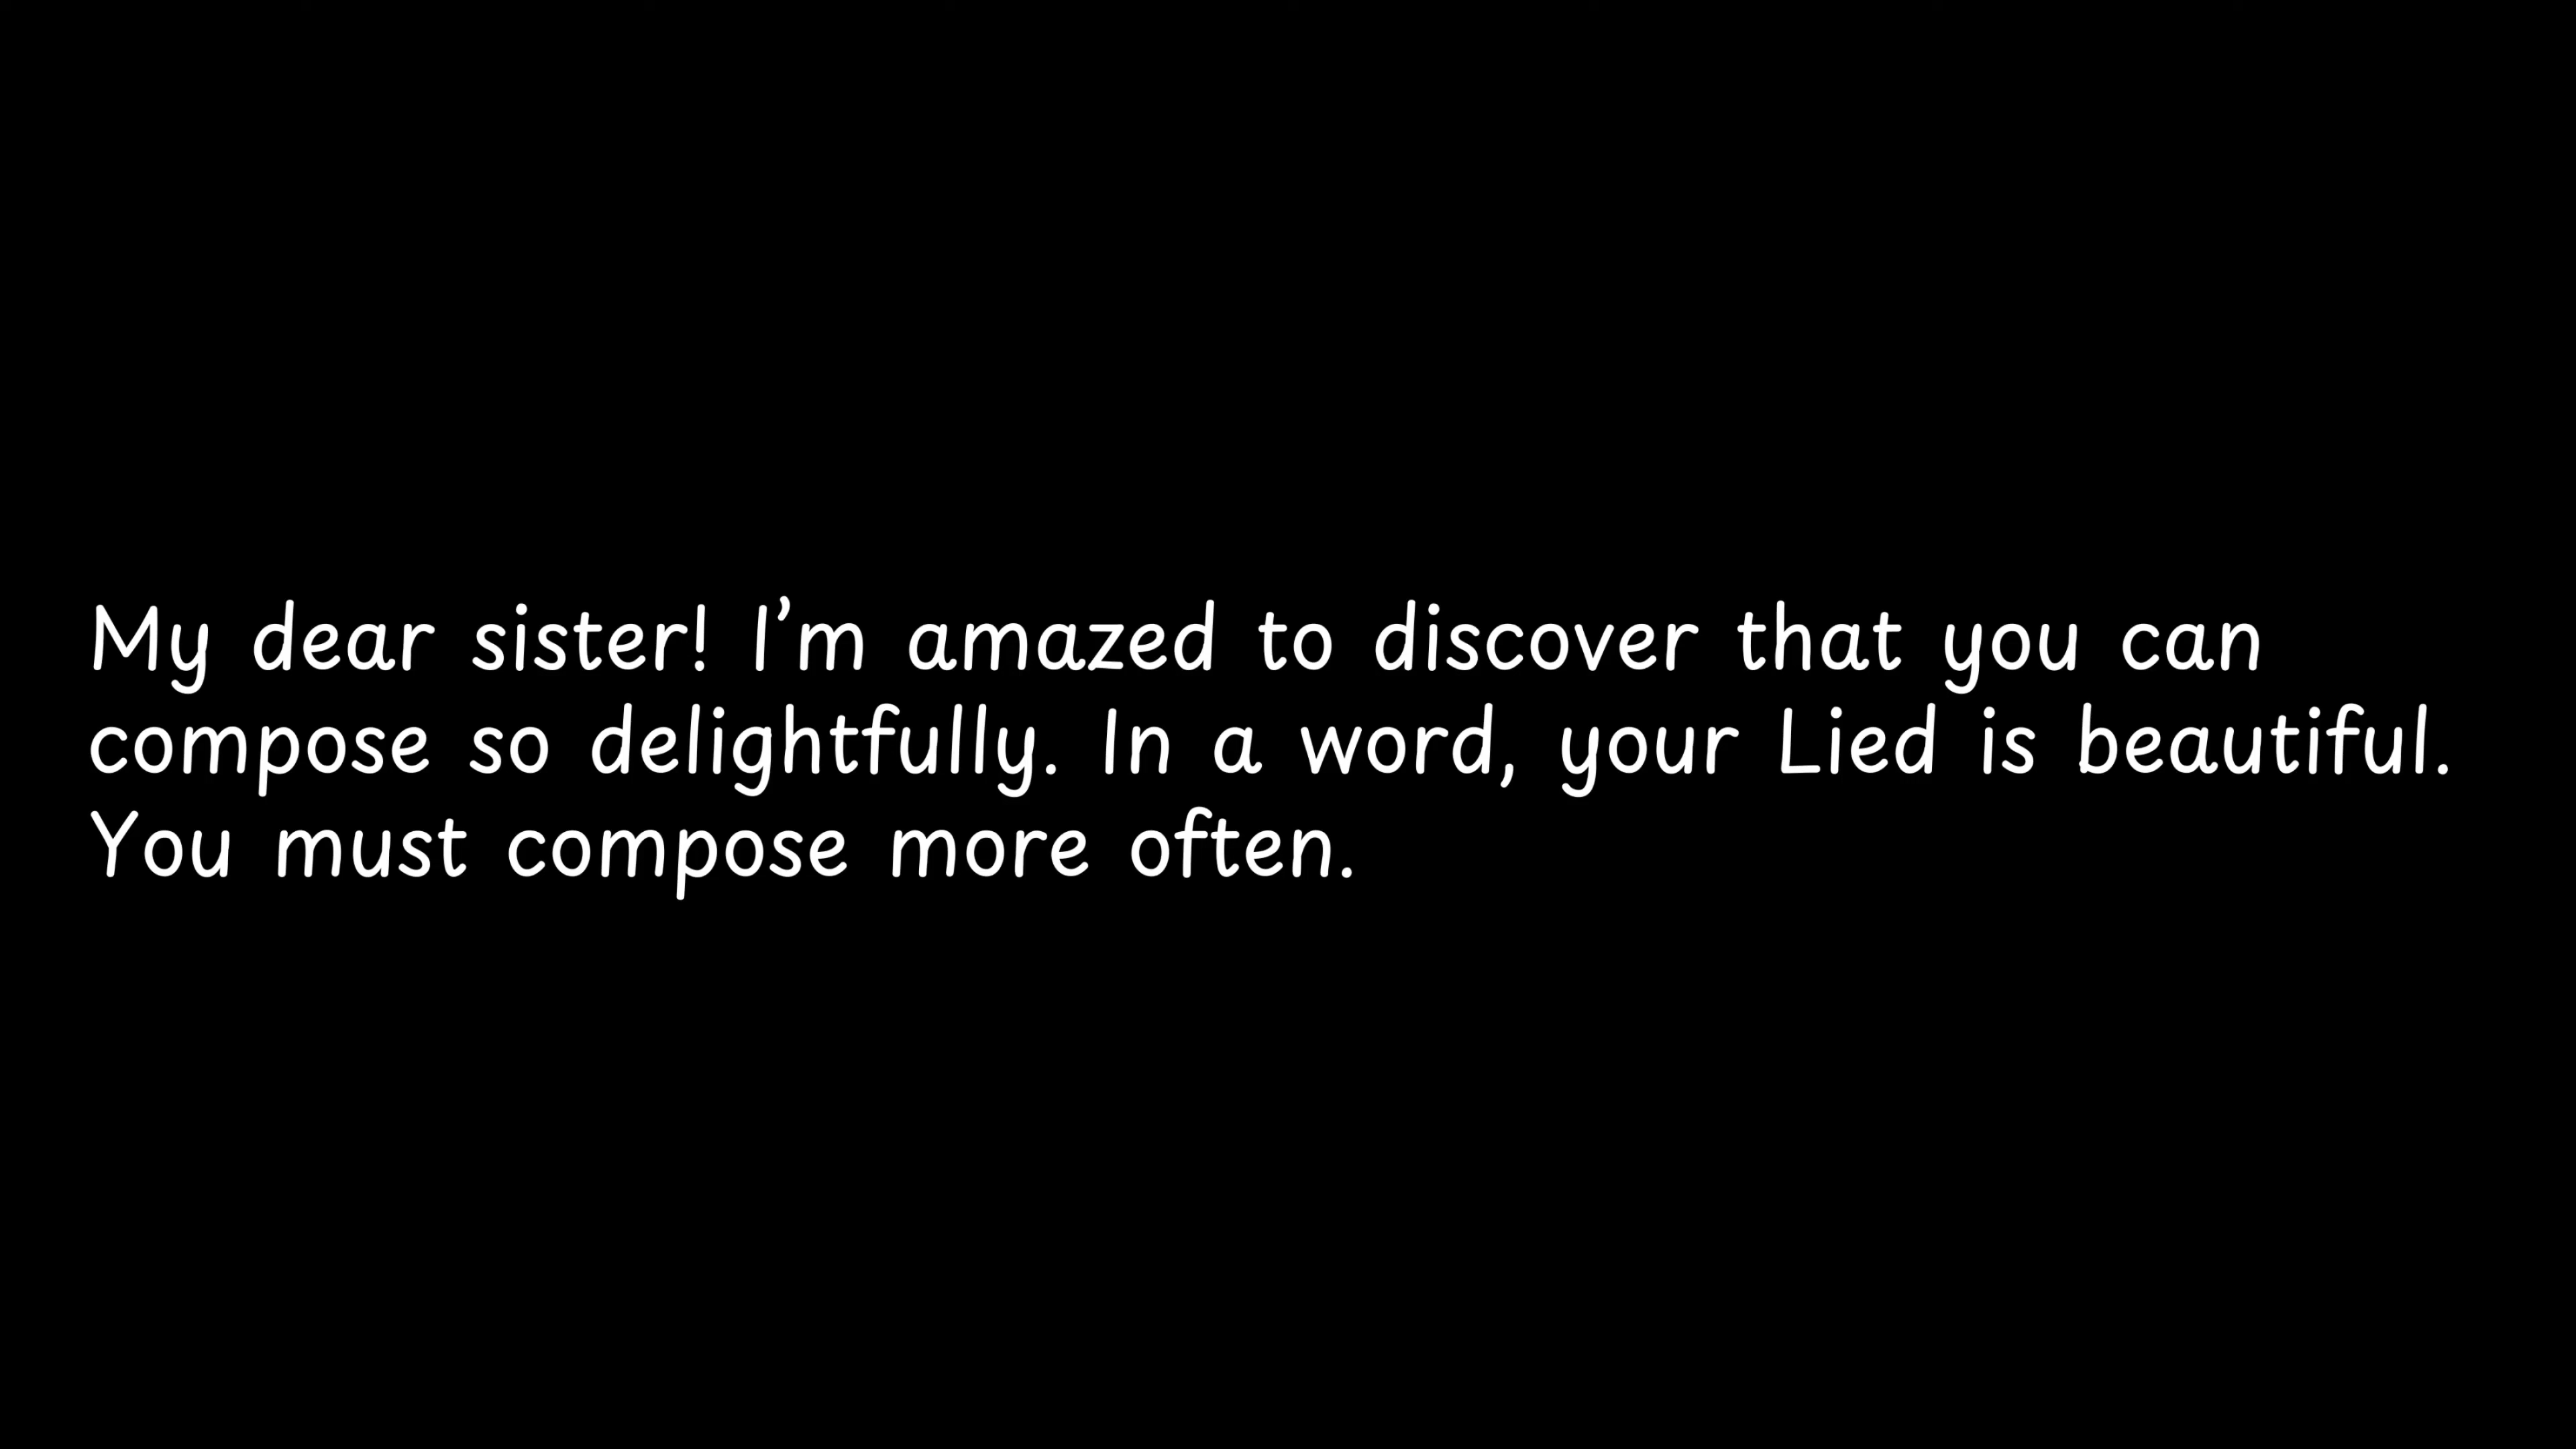 My dear sister! I’m amazed to discover that you can
compose so delightfully. In a word, your Lied is beautiful.
You must compose more often.